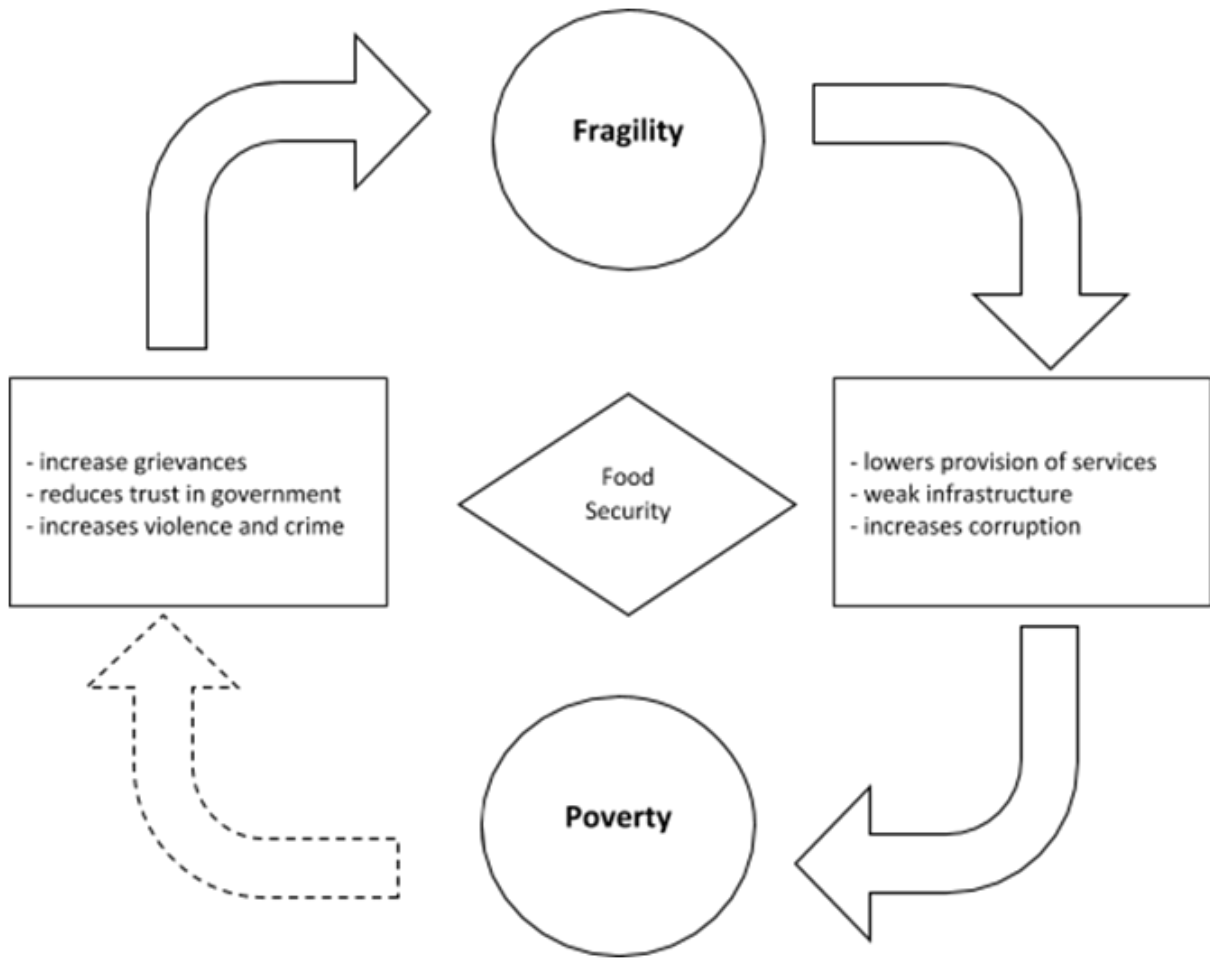 Fragility
- increase grievances
- reduces trust in government
- increases violence and crime
Food
Security
- lowers provision of services
- weak infrastructure
- increases corruption
Poverty